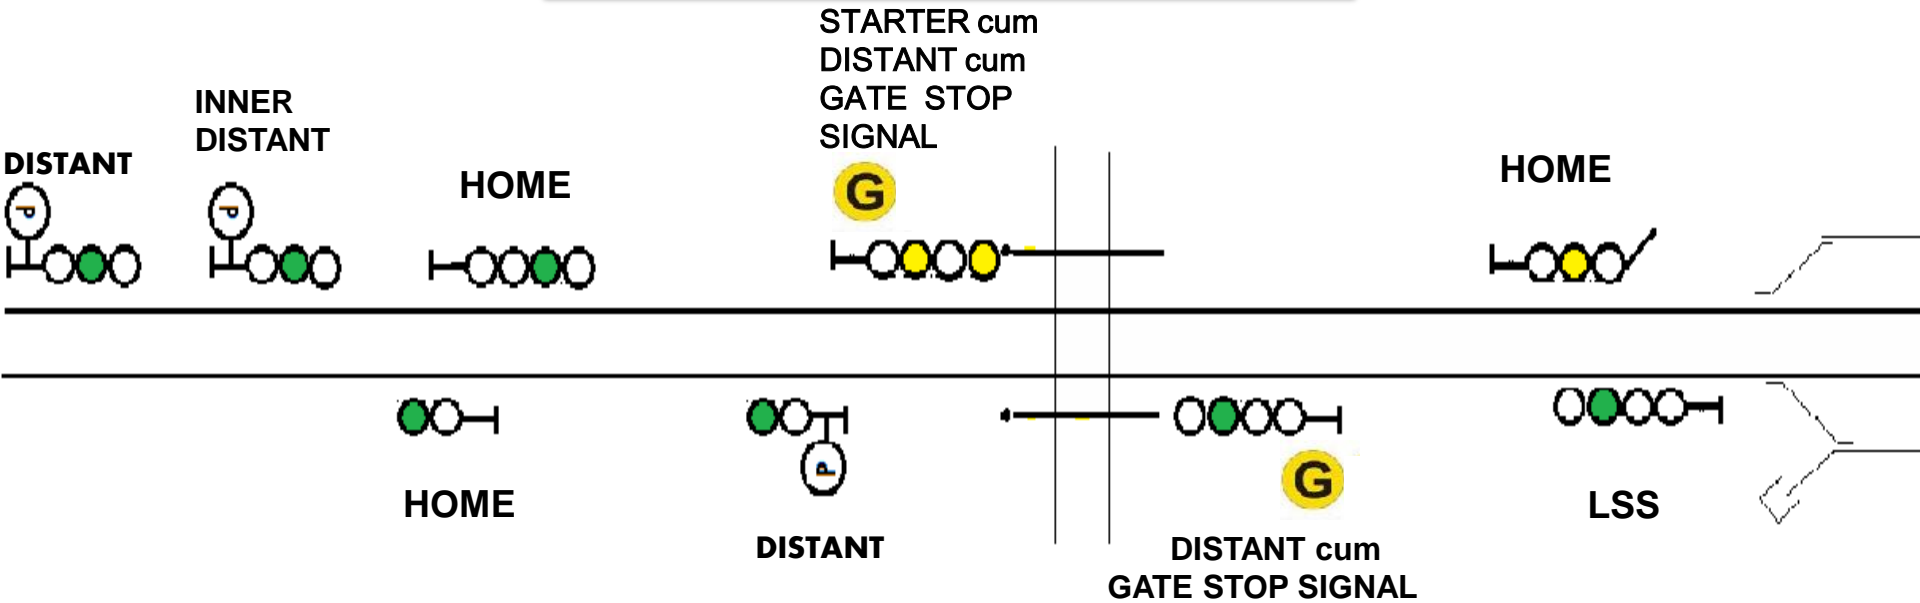 STARTER cum
DISTANT cum
GATE STOP
SIGNAL
INNER
DISTANT
DISTANT
HOME
HOME
P
P
G
HOME
DISTANT
P
G
LSS
DISTANT cum
GATE STOP SIGNAL